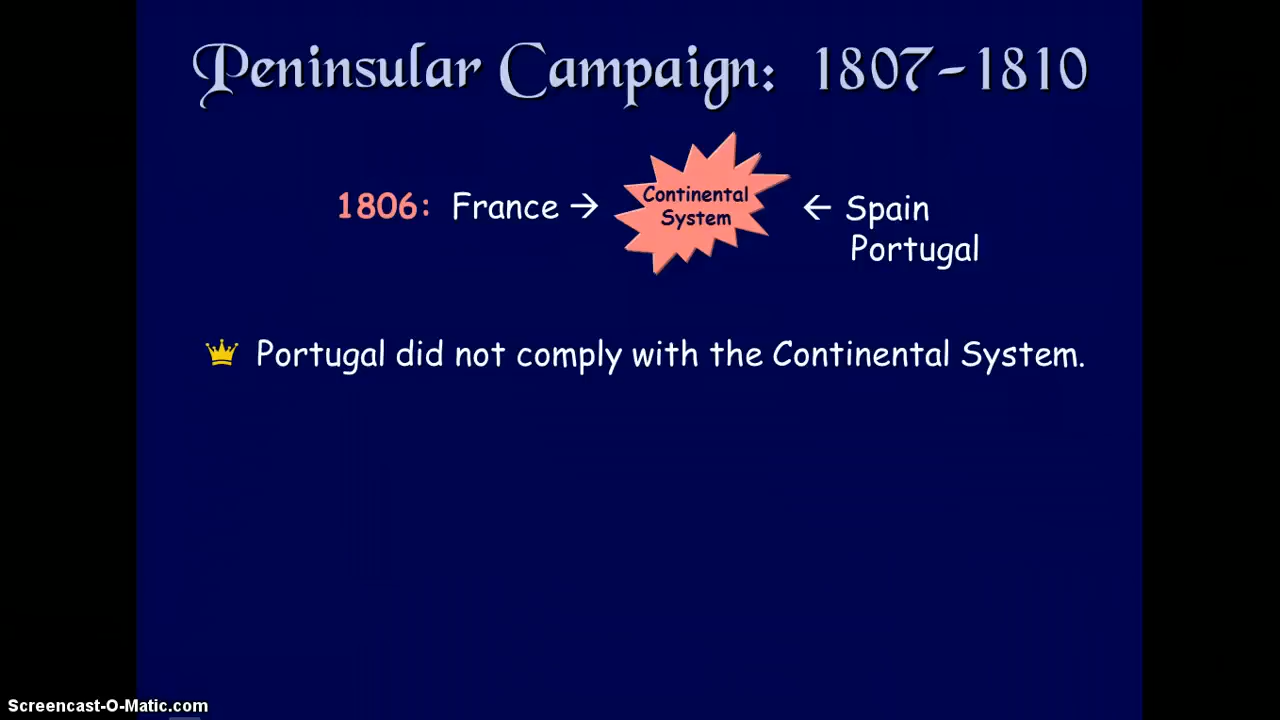 Peninsular Campaign: 1807-1810
1806: France → Continental System ← Spain
Portugal
Portugal did not comply with the Continental System.
Screencast-O-Matic.com